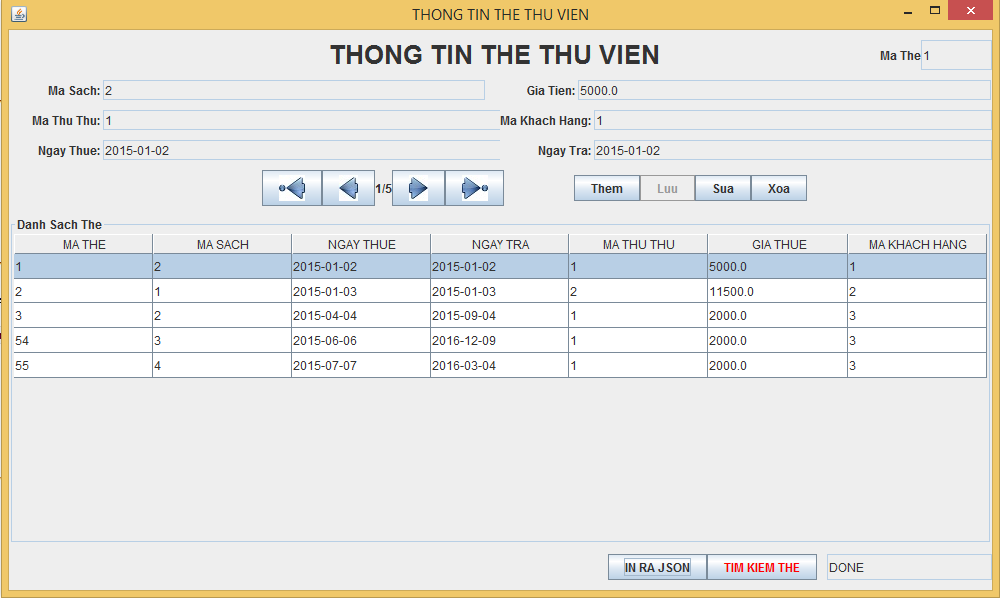 THONG TIN THE THU VIEN
THONG TIN THE THU VIEN
Ma The 1
Ma Sach: 2 Gia Tien: 5000.0
Ma Thu Thu: 1 Ma Khach Hang: 1
Ngay Thue: 2015-01-02 Ngay Tra: 2015-01-02
1/5 Them Luu Sua Xoa
Danh Sach The
MA THE MA SACH NGAY THUE NGAY TRA MA THU THU GIA THUE MA KHACH HANG
1 2 2015-01-02 2015-01-02 1 5000.0 1
2 1 2015-01-03 2015-01-03 2 11500.0 2
3 2 2015-04-04 2015-09-04 1 2000.0 3
54 3 2015-06-06 2016-12-09 1 2000.0 3
55 4 2015-07-07 2016-03-04 1 2000.0 3
IN RA JSON TIM KIEM THE DONE